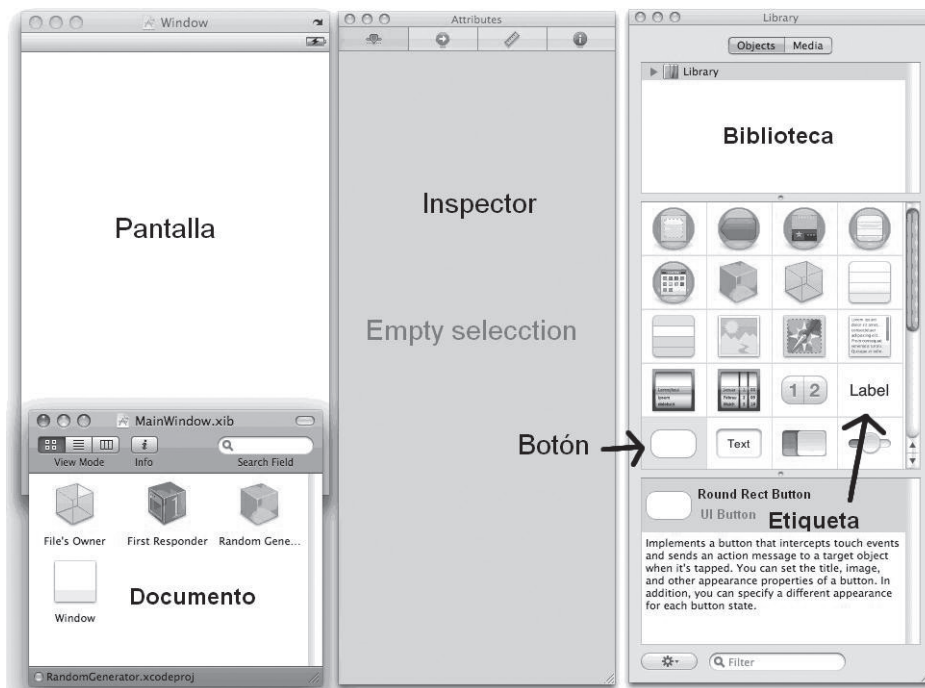 Window
Pantalla
MainWindow.xib
View Mode
Info
Search Field
File's Owner
First Responder
Random Gene...
Window
Documento
RandomGenerator.xcodeproj
Attributes
Inspector
Empty selecction
Library
Objects
Media
Library
Biblioteca
1 2
Label
Botón
Text
Round Rect Button
UI Button
Etiqueta
Implements a button that intercepts touch events
and sends an action message to a target object
when it's tapped. You can set the title, image,
and other appearance properties of a button. In
addition, you can specify a different appearance
for each button state.
Filter